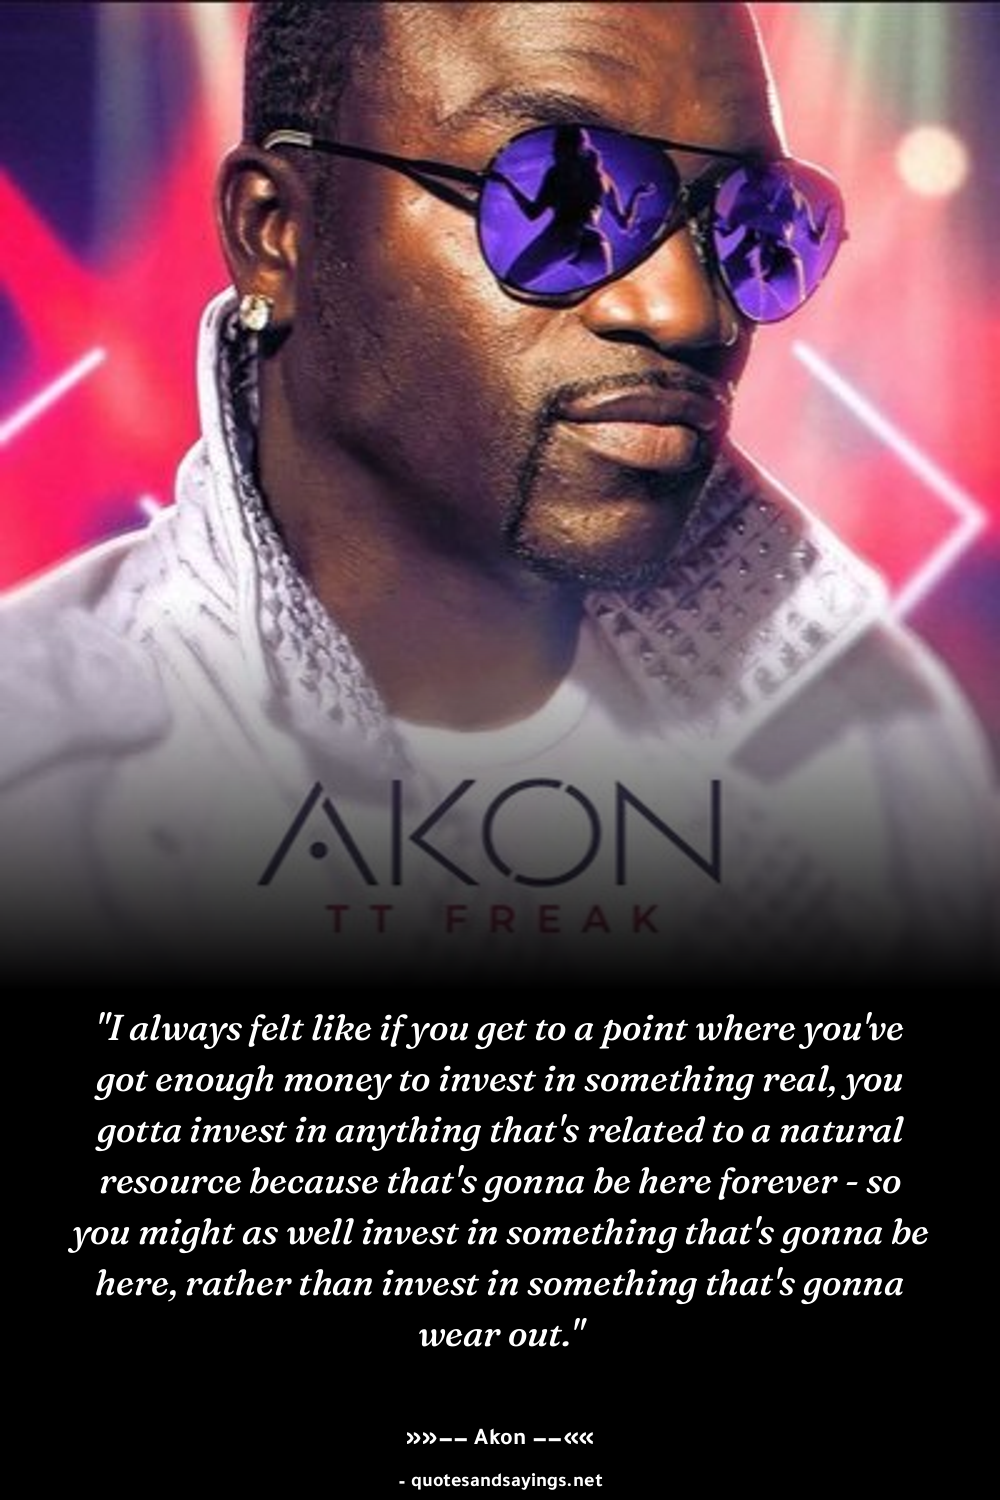 AKON
TT FREAK
"I always felt like if you get to a point where you've
got enough money to invest in something real, you
gotta invest in anything that's related to a natural
resource because that's gonna be here forever - so
you might as well invest in something that's gonna be
here, rather than invest in something that's gonna
wear out."
»»–– Akon ––««
- quotesandsayings.net